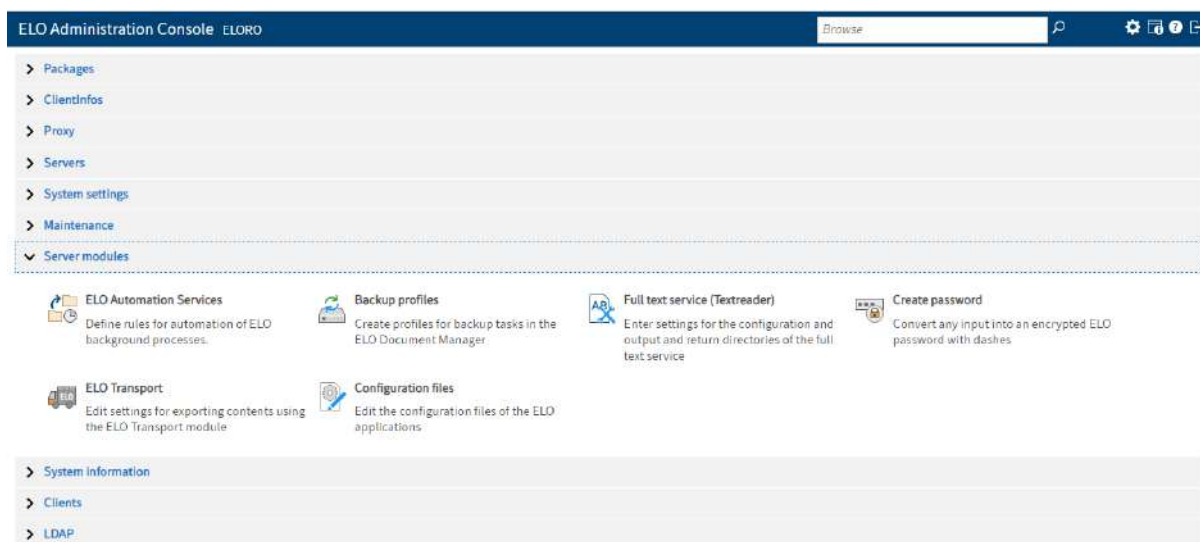 ELO Administration Console ELORO
Browse
Packages
ClientInfos
Proxy
Servers
System settings
Maintenance
Server modules
ELO Automation Services
Define rules for automation of ELO
background processes.
Backup profiles
Create profiles for backup tasks in the
ELO Document Manager
Full text service (Textreader)
Enter settings for the configuration and
output and return directories of the full
text service
Create password
Convert any input into an encrypted ELO
password with dashes
ELO Transport
Edit settings for exporting contents using
the ELO Transport module
Configuration files
Edit the configuration files of the ELO
applications
System information
Clients
LDAP